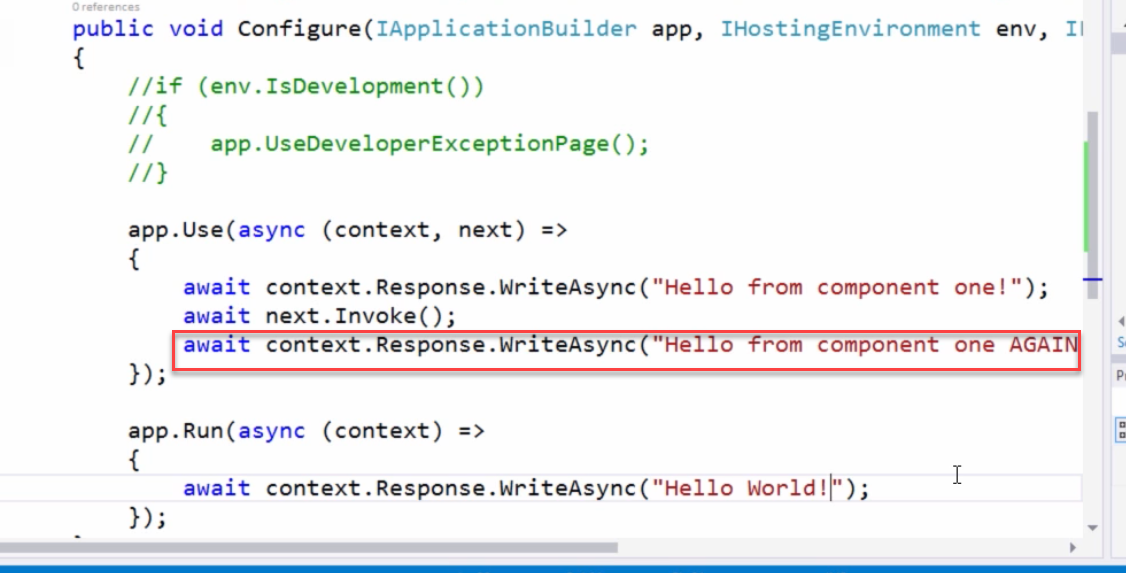 0 references
public void Configure(IApplicationBuilder app, IHostingEnvironment env, I
{
//if (env.IsDevelopment())
//{
//    app.UseDeveloperExceptionPage();
//}
app.Use(async (context, next) =>
{
await context.Response.WriteAsync("Hello from component one!");
await next.Invoke();
await context.Response.WriteAsync("Hello from component one AGAIN
});
app.Run(async (context) =>
{
await context.Response.WriteAsync("Hello World!");
});